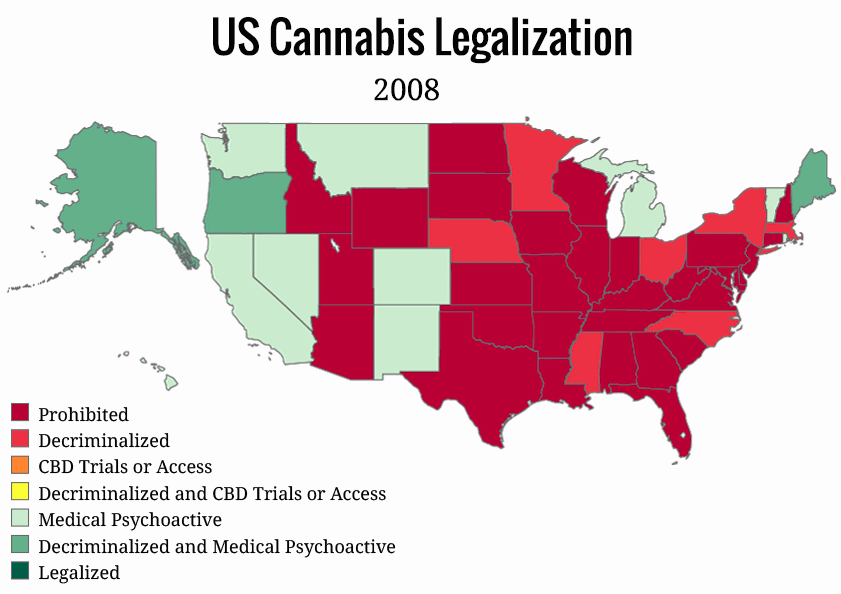 US Cannabis Legalization
2008
Prohibited
Decriminalized
CBD Trials or Access
Decriminalized and CBD Trials or Access
Medical Psychoactive
Decriminalized and Medical Psychoactive
Legalized